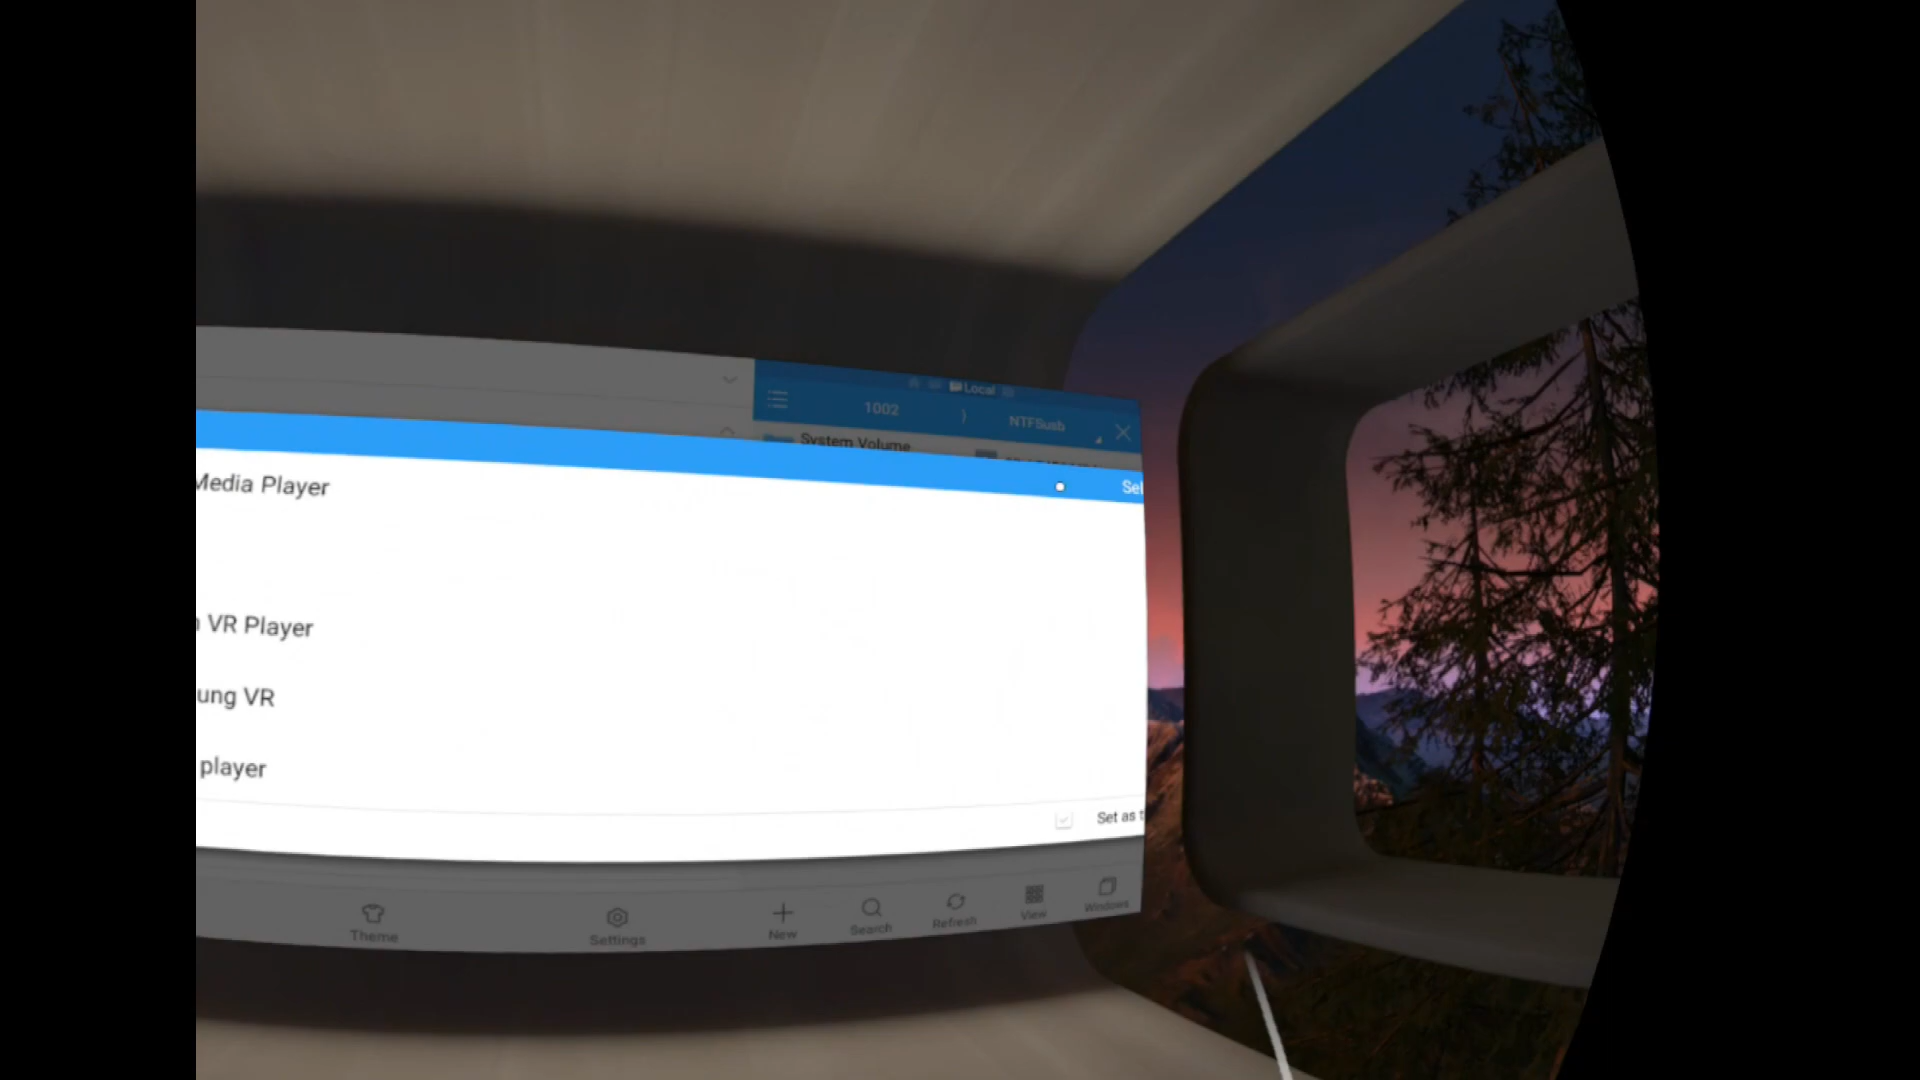 Local
1002
NTFSusb
System Volume
Sel
Media Player
VR Player
ung VR
player
Set as t
Theme
Settings
New
Search
Refresh
View
Windows